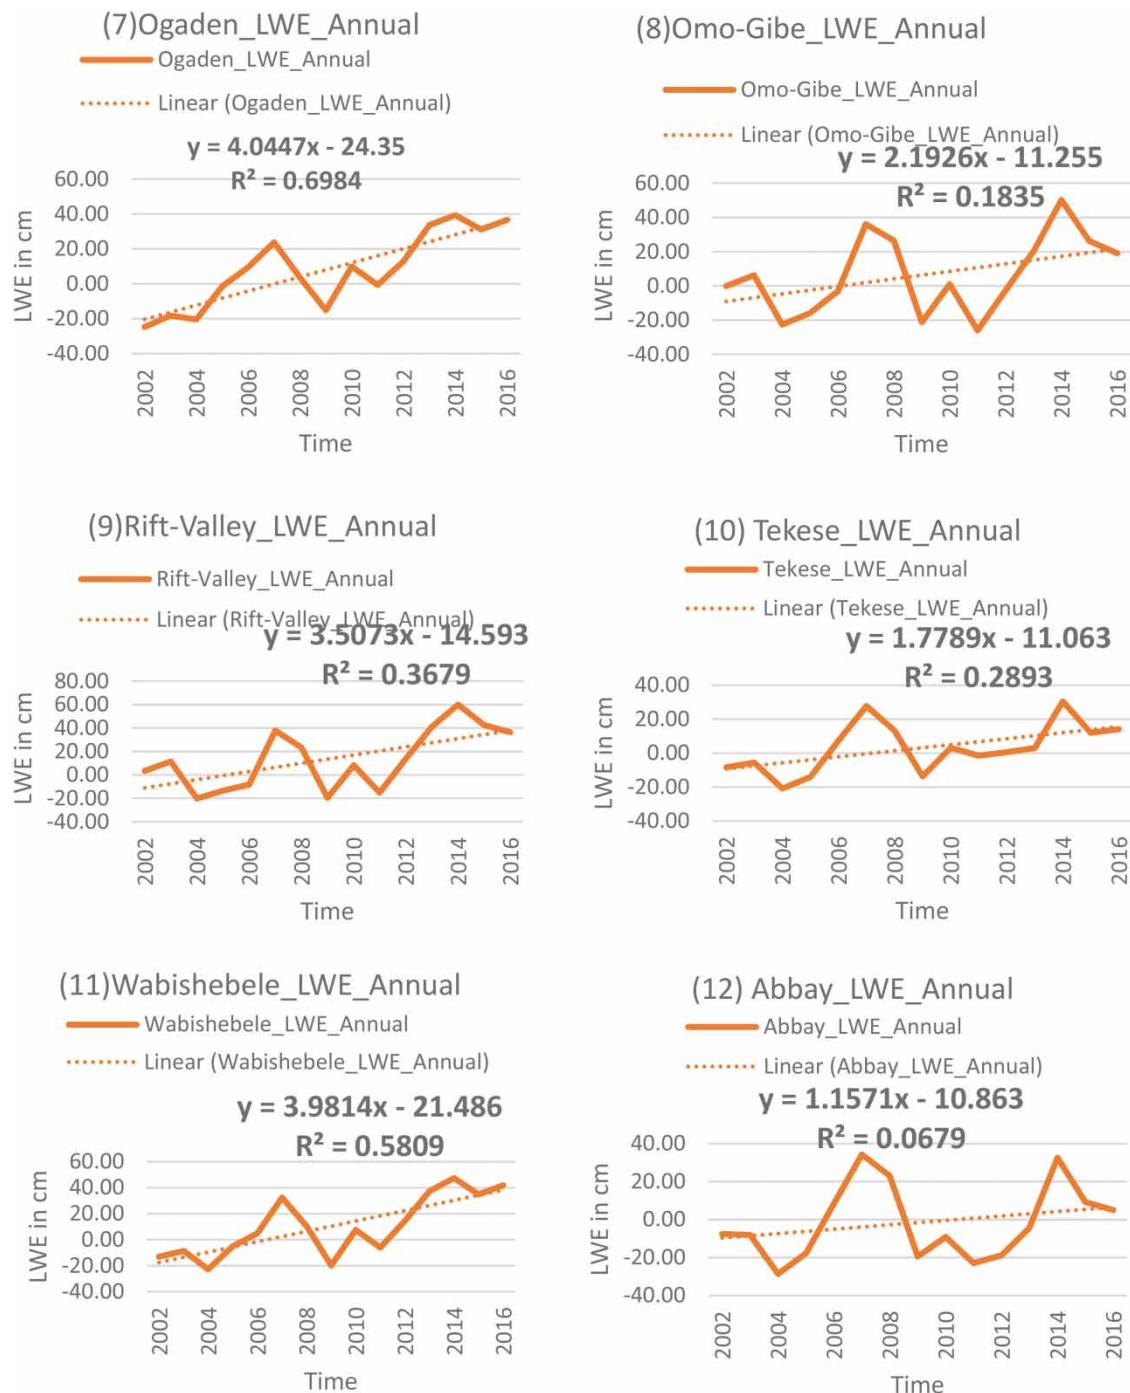 (7)Ogaden_LWE_Annual
Ogaden_LWE_Annual
Linear (Ogaden_LWE_Annual)
y = 4.0447x - 24.35
R² = 0.6984
60.00
40.00
20.00
0.00
-20.00
-40.00
LWE in cm
2002
2004
2006
2008
2010
2012
2014
2016
Time
(8)Omo-Gibe_LWE_Annual
Omo-Gibe_LWE_Annual
Linear (Omo-Gibe_LWE_Annual)
y = 2.1926x - 11.255
R² = 0.1835
60.00
40.00
20.00
0.00
-20.00
-40.00
LWE in cm
2002
2004
2006
2008
2010
2012
2014
2016
Time
(9)Rift-Valley_LWE_Annual
Rift-Valley_LWE_Annual
Linear (Rift-Valley_LWE_Annual)
y = 3.5073x - 14.593
R² = 0.3679
80.00
60.00
40.00
20.00
0.00
-20.00
-40.00
LWE in cm
2002
2004
2006
2008
2010
2012
2014
2016
Time
(10) Tekese_LWE_Annual
Tekese_LWE_Annual
Linear (Tekese_LWE_Annual)
y = 1.7789x - 11.063
R² = 0.2893
40.00
20.00
0.00
-20.00
-40.00
LWE in cm
2002
2004
2006
2008
2010
2012
2014
2016
Time
(11)Wabishebele_LWE_Annual
Wabishebele_LWE_Annual
Linear (Wabishebele_LWE_Annual)
y = 3.9814x - 21.486
R² = 0.5809
60.00
40.00
20.00
0.00
-20.00
-40.00
LWE in cm
2002
2004
2006
2008
2010
2012
2014
2016
Time
(12) Abbay_LWE_Annual
Abbay_LWE_Annual
Linear (Abbay_LWE_Annual)
y = 1.1571x - 10.863
R² = 0.0679
40.00
20.00
0.00
-20.00
-40.00
LWE in cm
2002
2004
2006
2008
2010
2012
2014
2016
Time